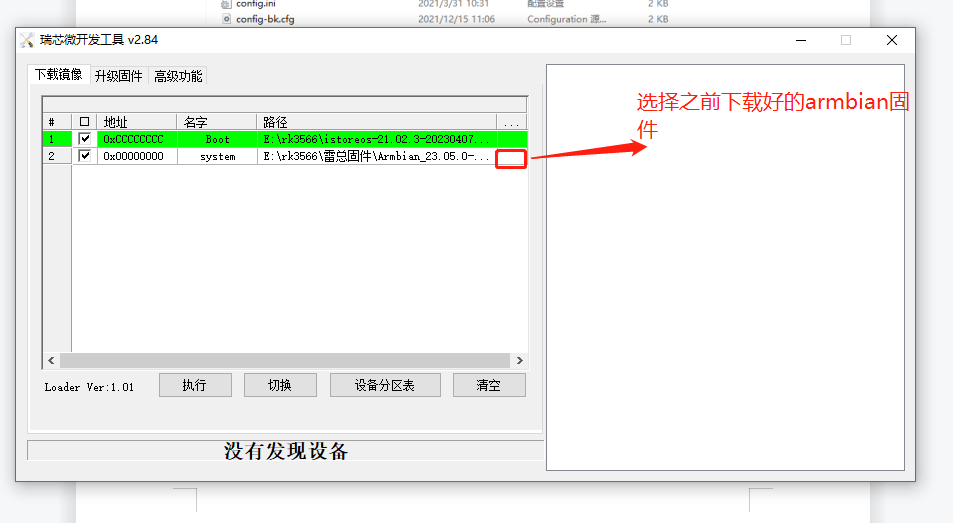 config.ini 2021/3/31 10:31 配置设置 2 KB
config-bk.cfg 2021/12/15 11:06 Configuration 源... 2 KB
瑞芯微开发工具 v2.84
下载镜像 升级固件 高级功能
# 地址 名字 路径 ...
1 0xCCCCCCCC Boot E:\rk3566\istoreos-21.02.3-20230407...
2 0x00000000 system E:\rk3566\雷总固件\Armbian_23.05.0-...
选择之前下载好的armbian固
件
Loader Ver:1.01 执行 切换 设备分区表 清空
没有发现设备